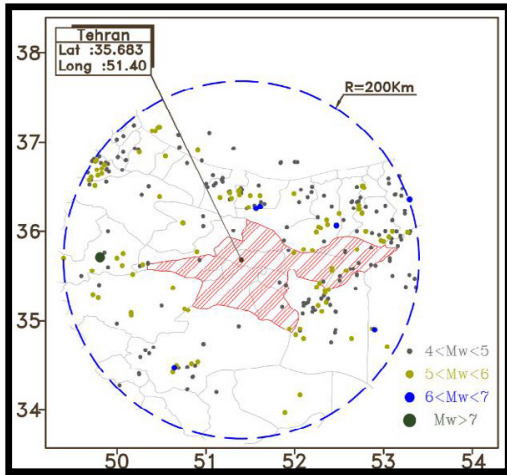 Tehran
Lat :35.683
Long :51.40
R=200Km
38
37
36
35
34
4<Mw<5
5<Mw<6
6<Mw<7
Mw>7
50 51 52 53 54